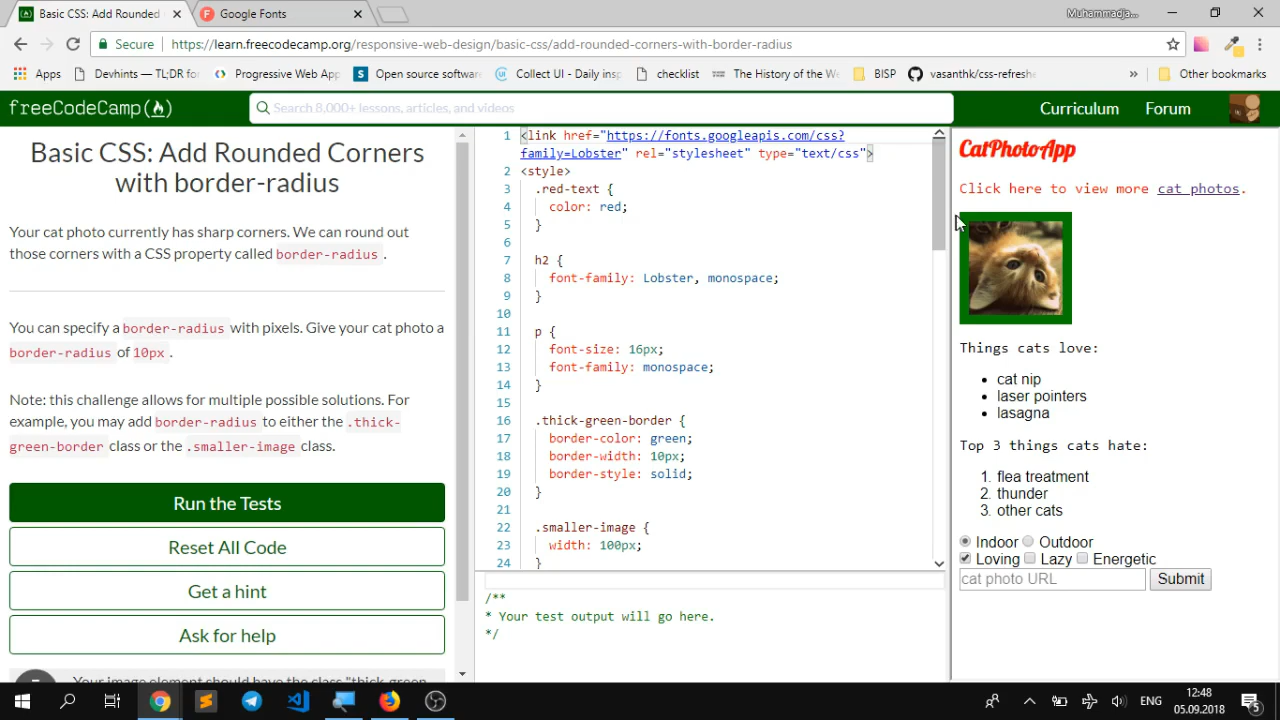 Basic CSS: Add Rounded
Google Fonts
Muhammadja...
Secure
https://learn.freecodecamp.org/responsive-web-design/basic-css/add-rounded-corners-with-border-radius
Apps
Devhints — TL;DR for
Progressive Web App
Open source softwa
Collect UI - Daily insp
checklist
The History of the W
BISP
vasanthk/css-refresh
»
Other bookmarks
freeCodeCamp
Search 8,000+ lessons, articles, and videos
Curriculum
Forum
Basic CSS: Add Rounded Corners
with border-radius
Your cat photo currently has sharp corners. We can round out
those corners with a CSS property called border-radius .
You can specify a border-radius with pixels. Give your cat photo a
border-radius of 10px .
Note: this challenge allows for multiple possible solutions. For
example, you may add border-radius to either the .thick-
green-border class or the .smaller-image class.
Run the Tests
Reset All Code
Get a hint
Ask for help
Your image element should have the class "thick-green-
1 <link href="https://fonts.googleapis.com/css?
family=Lobster" rel="stylesheet" type="text/css">
2 <style>
3 .red-text {
4 color: red;
5 }
6
7 h2 {
8 font-family: Lobster, monospace;
9 }
10
11 p {
12 font-size: 16px;
13 font-family: monospace;
14 }
15
16 .thick-green-border {
17 border-color: green;
18 border-width: 10px;
19 border-style: solid;
20 }
21
22 .smaller-image {
23 width: 100px;
24 }
/**
* Your test output will go here.
*/
CatPhotoApp
Click here to view more cat photos.
Things cats love:
• cat nip
• laser pointers
• lasagna
Top 3 things cats hate:
1. flea treatment
2. thunder
3. other cats
Indoor Outdoor
Loving Lazy Energetic
cat photo URL
Submit
ENG
12:48
05.09.2018
5